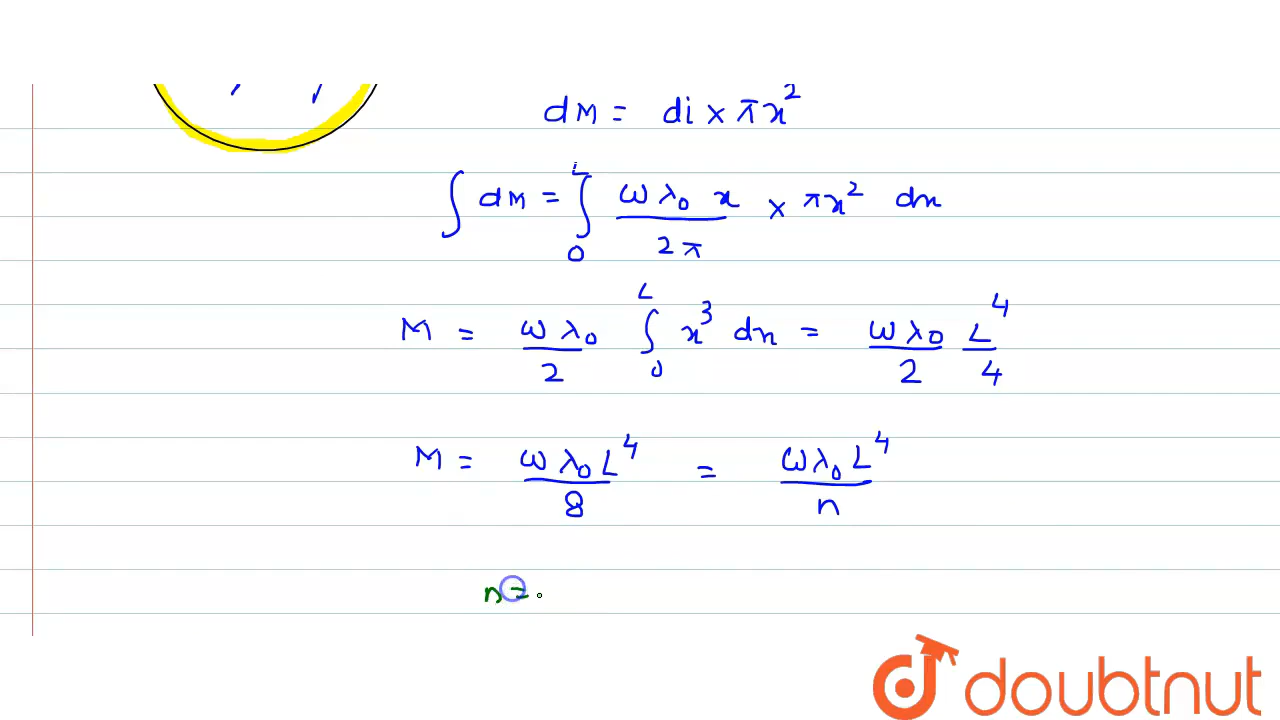 dM = di × πx²
∫ dM = ∫₀ᴸ ωλ₀ x / 2π × πx² dx
M = ωλ₀ / 2 ∫₀ᴸ x³ dx = ωλ₀ / 2 L⁴ / 4
M = ωλ₀L⁴ / 8 = ωλ₀L⁴ / n
n =
doubtnut